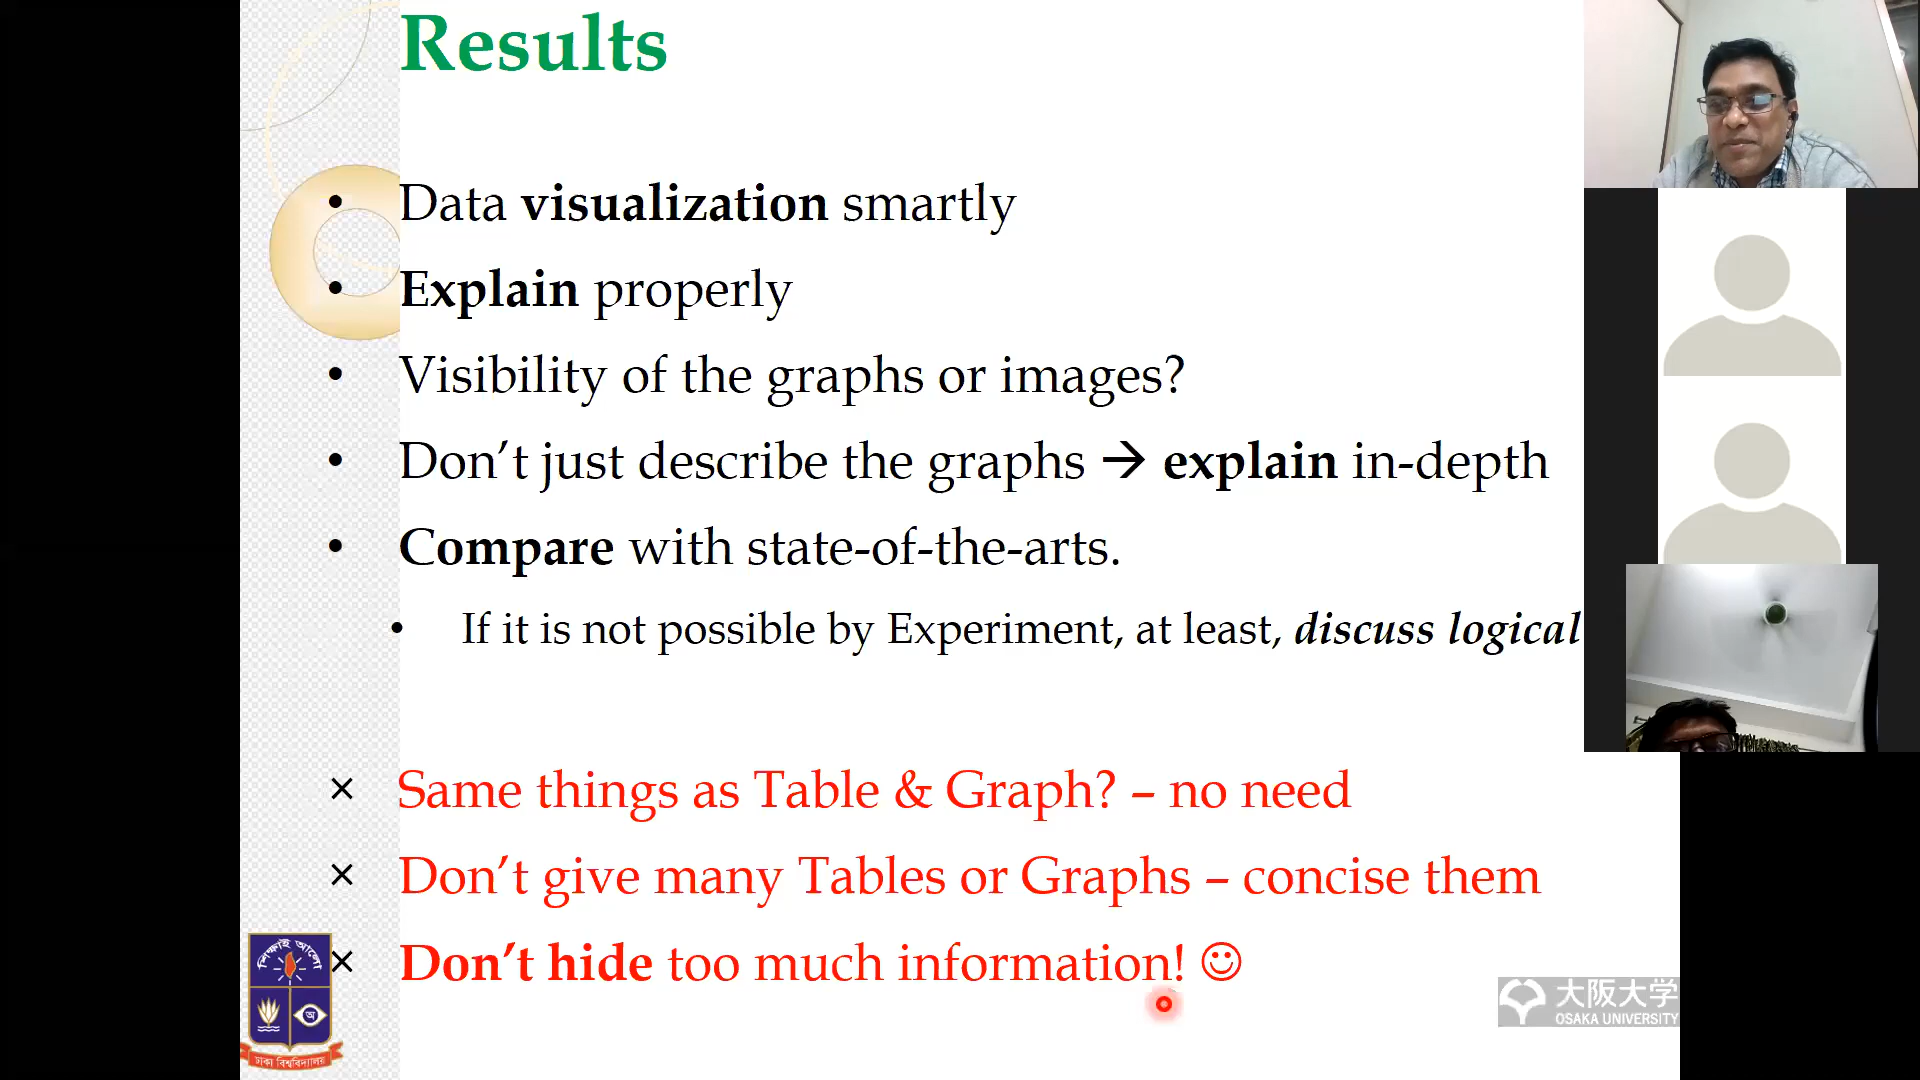 Results
• Data visualization smartly
• Explain properly
• Visibility of the graphs or images?
• Don’t just describe the graphs → explain in-depth
• Compare with state-of-the-arts.
• If it is not possible by Experiment, at least, discuss logical
× Same things as Table & Graph? – no need
× Don’t give many Tables or Graphs – concise them
× Don’t hide too much information! ☺
শিক্ষাই আলো
অ
ঢাকা বিশ্ববিদ্যালয়
大阪大学
OSAKA UNIVERSITY